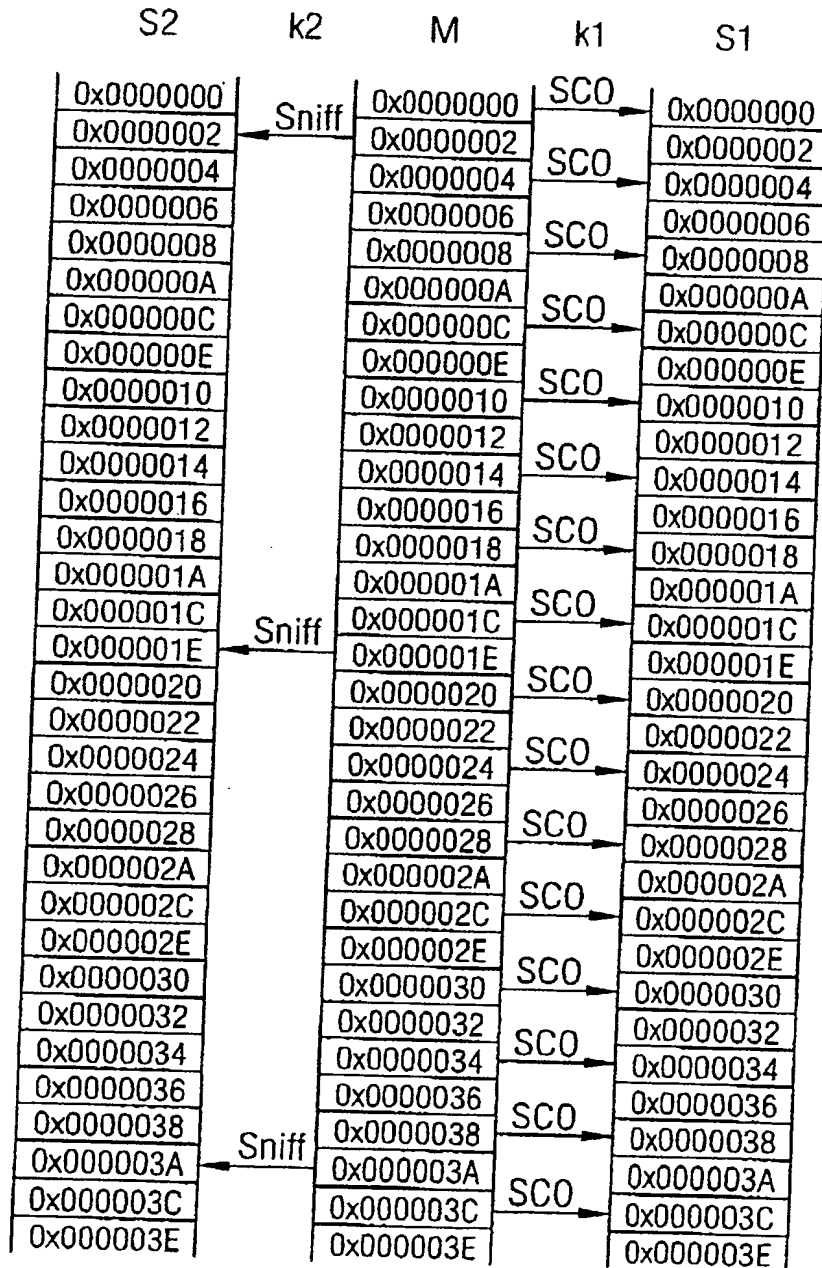 S2 k2 M k1 S1
0x0000000 0x0000000 SCO 0x0000000
0x0000002 Sniff 0x0000002 0x0000002
0x0000004 0x0000004 SCO 0x0000004
0x0000006 0x0000006 0x0000006
0x0000008 0x0000008 SCO 0x0000008
0x000000A 0x000000A 0x000000A
0x000000C 0x000000C SCO 0x000000C
0x000000E 0x000000E 0x000000E
0x0000010 0x0000010 SCO 0x0000010
0x0000012 0x0000012 0x0000012
0x0000014 0x0000014 SCO 0x0000014
0x0000016 0x0000016 0x0000016
0x0000018 0x0000018 SCO 0x0000018
0x000001A 0x000001A 0x000001A
0x000001C 0x000001C SCO 0x000001C
0x000001E Sniff 0x000001E 0x000001E
0x0000020 0x0000020 SCO 0x0000020
0x0000022 0x0000022 0x0000022
0x0000024 0x0000024 SCO 0x0000024
0x0000026 0x0000026 0x0000026
0x0000028 0x0000028 SCO 0x0000028
0x000002A 0x000002A 0x000002A
0x000002C 0x000002C SCO 0x000002C
0x000002E 0x000002E 0x000002E
0x0000030 0x0000030 SCO 0x0000030
0x0000032 0x0000032 0x0000032
0x0000034 0x0000034 SCO 0x0000034
0x0000036 0x0000036 0x0000036
0x0000038 0x0000038 SCO 0x0000038
0x000003A Sniff 0x000003A 0x000003A
0x000003C 0x000003C SCO 0x000003C
0x000003E 0x000003E 0x000003E